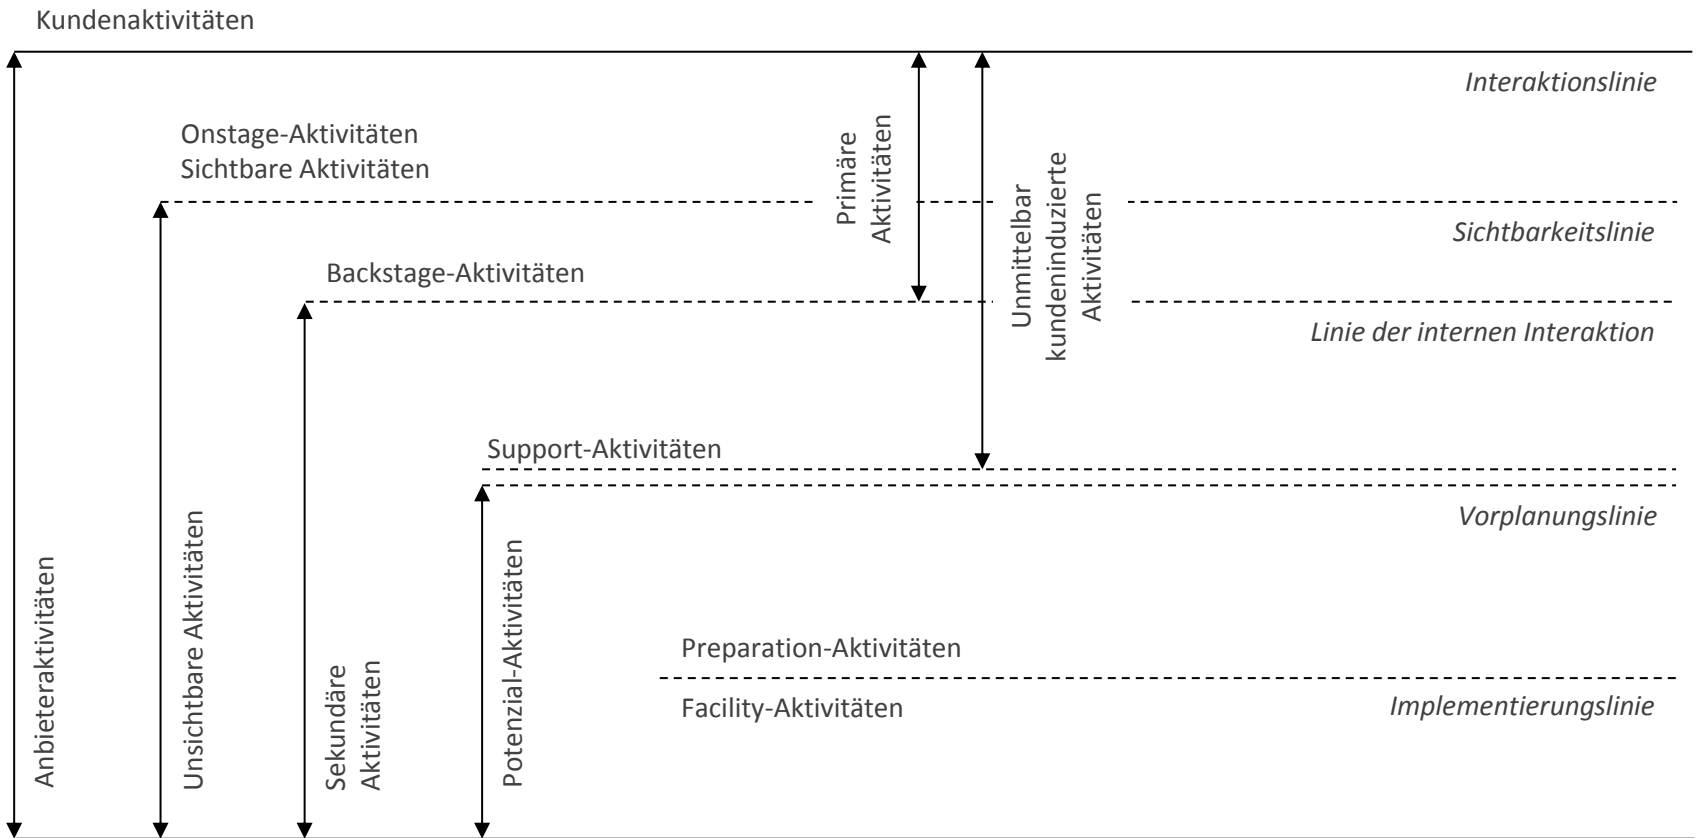 Kundenaktivitäten
Interaktionslinie
Onstage-Aktivitäten
Sichtbare Aktivitäten
Primäre
Aktivitäten
Unmittelbar
kundeninduzierte
Aktivitäten
Sichtbarkeitslinie
Backstage-Aktivitäten
Linie der internen Interaktion
Support-Aktivitäten
Vorplanungslinie
Anbieteraktivitäten
Unsichtbare Aktivitäten
Sekundäre
Aktivitäten
Potenzial-Aktivitäten
Preparation-Aktivitäten
Facility-Aktivitäten
Implementierungslinie